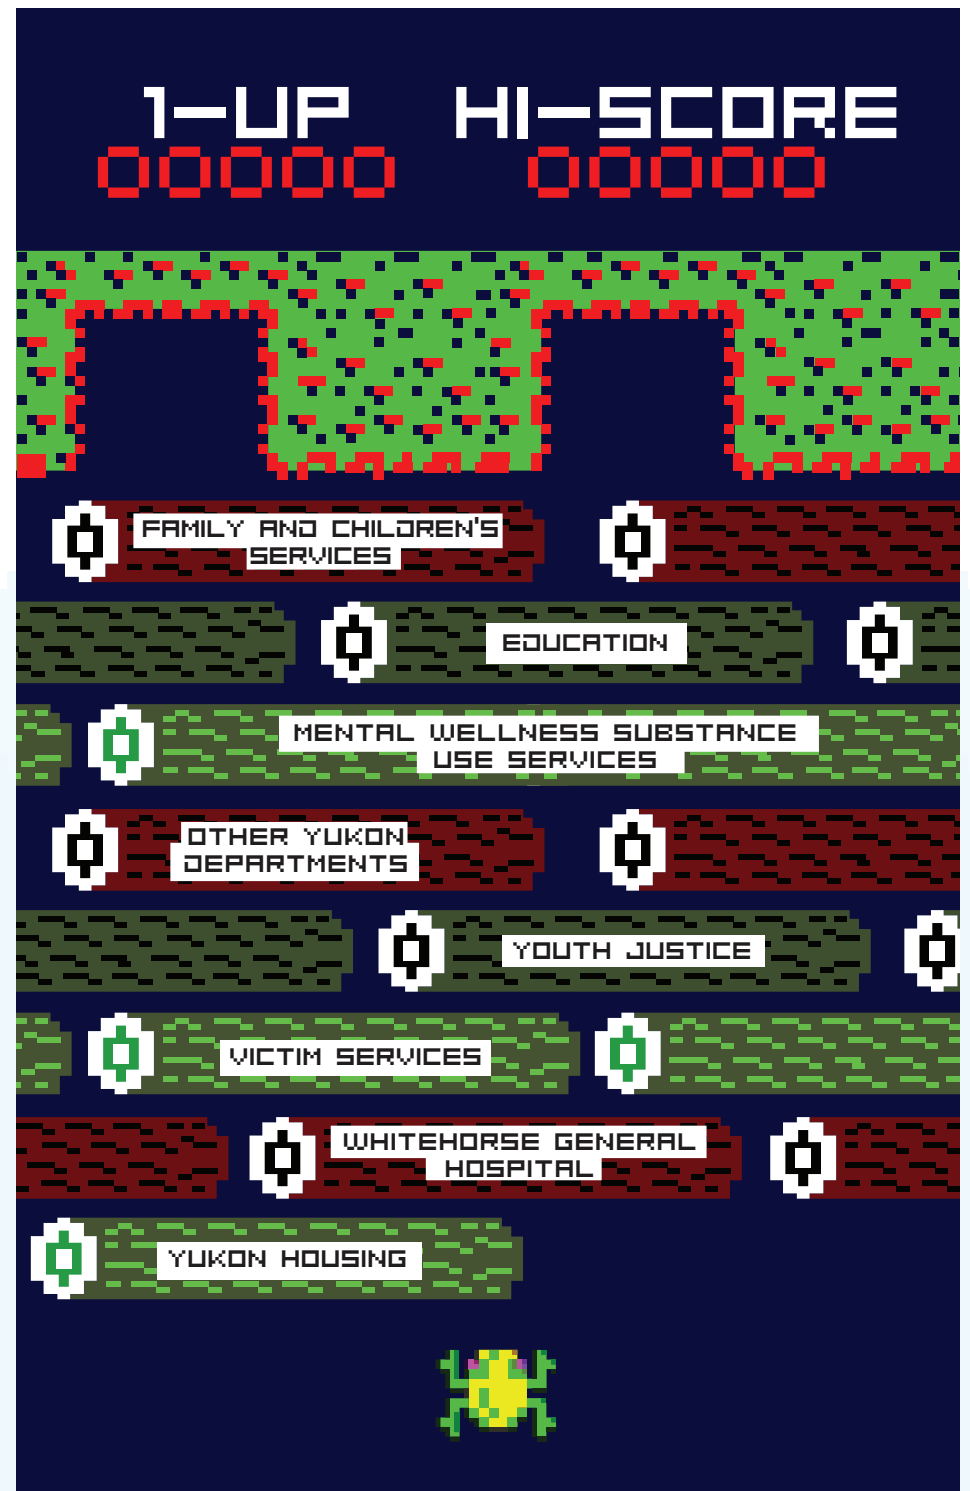 1-UP HI-SCORE
00000 00000
FAMILY AND CHILDREN'S
SERVICES
EDUCATION
MENTAL WELLNESS SUBSTANCE
USE SERVICES
OTHER YUKON
DEPARTMENTS
YOUTH JUSTICE
VICTIM SERVICES
WHITEHORSE GENERAL
HOSPITAL
YUKON HOUSING